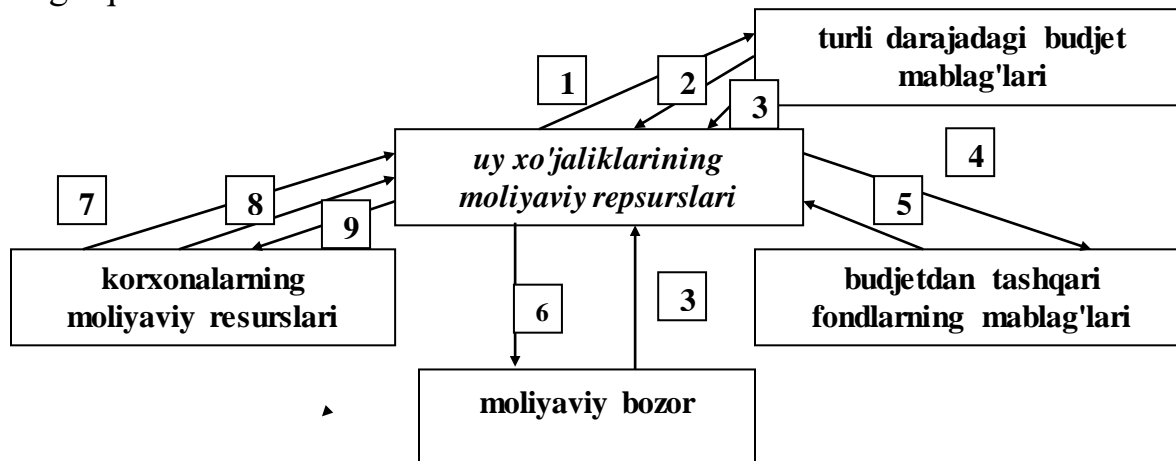 turli darajadagi budjet
mablag'lari
1
2
3
uy xo'jaliklarining
moliyaviy repsurslari
4
7
8
9
5
korxonalarning
moliyaviy resurslari
6
3
budjetdan tashqari
fondlarning mablag'lari
moliyaviy bozor